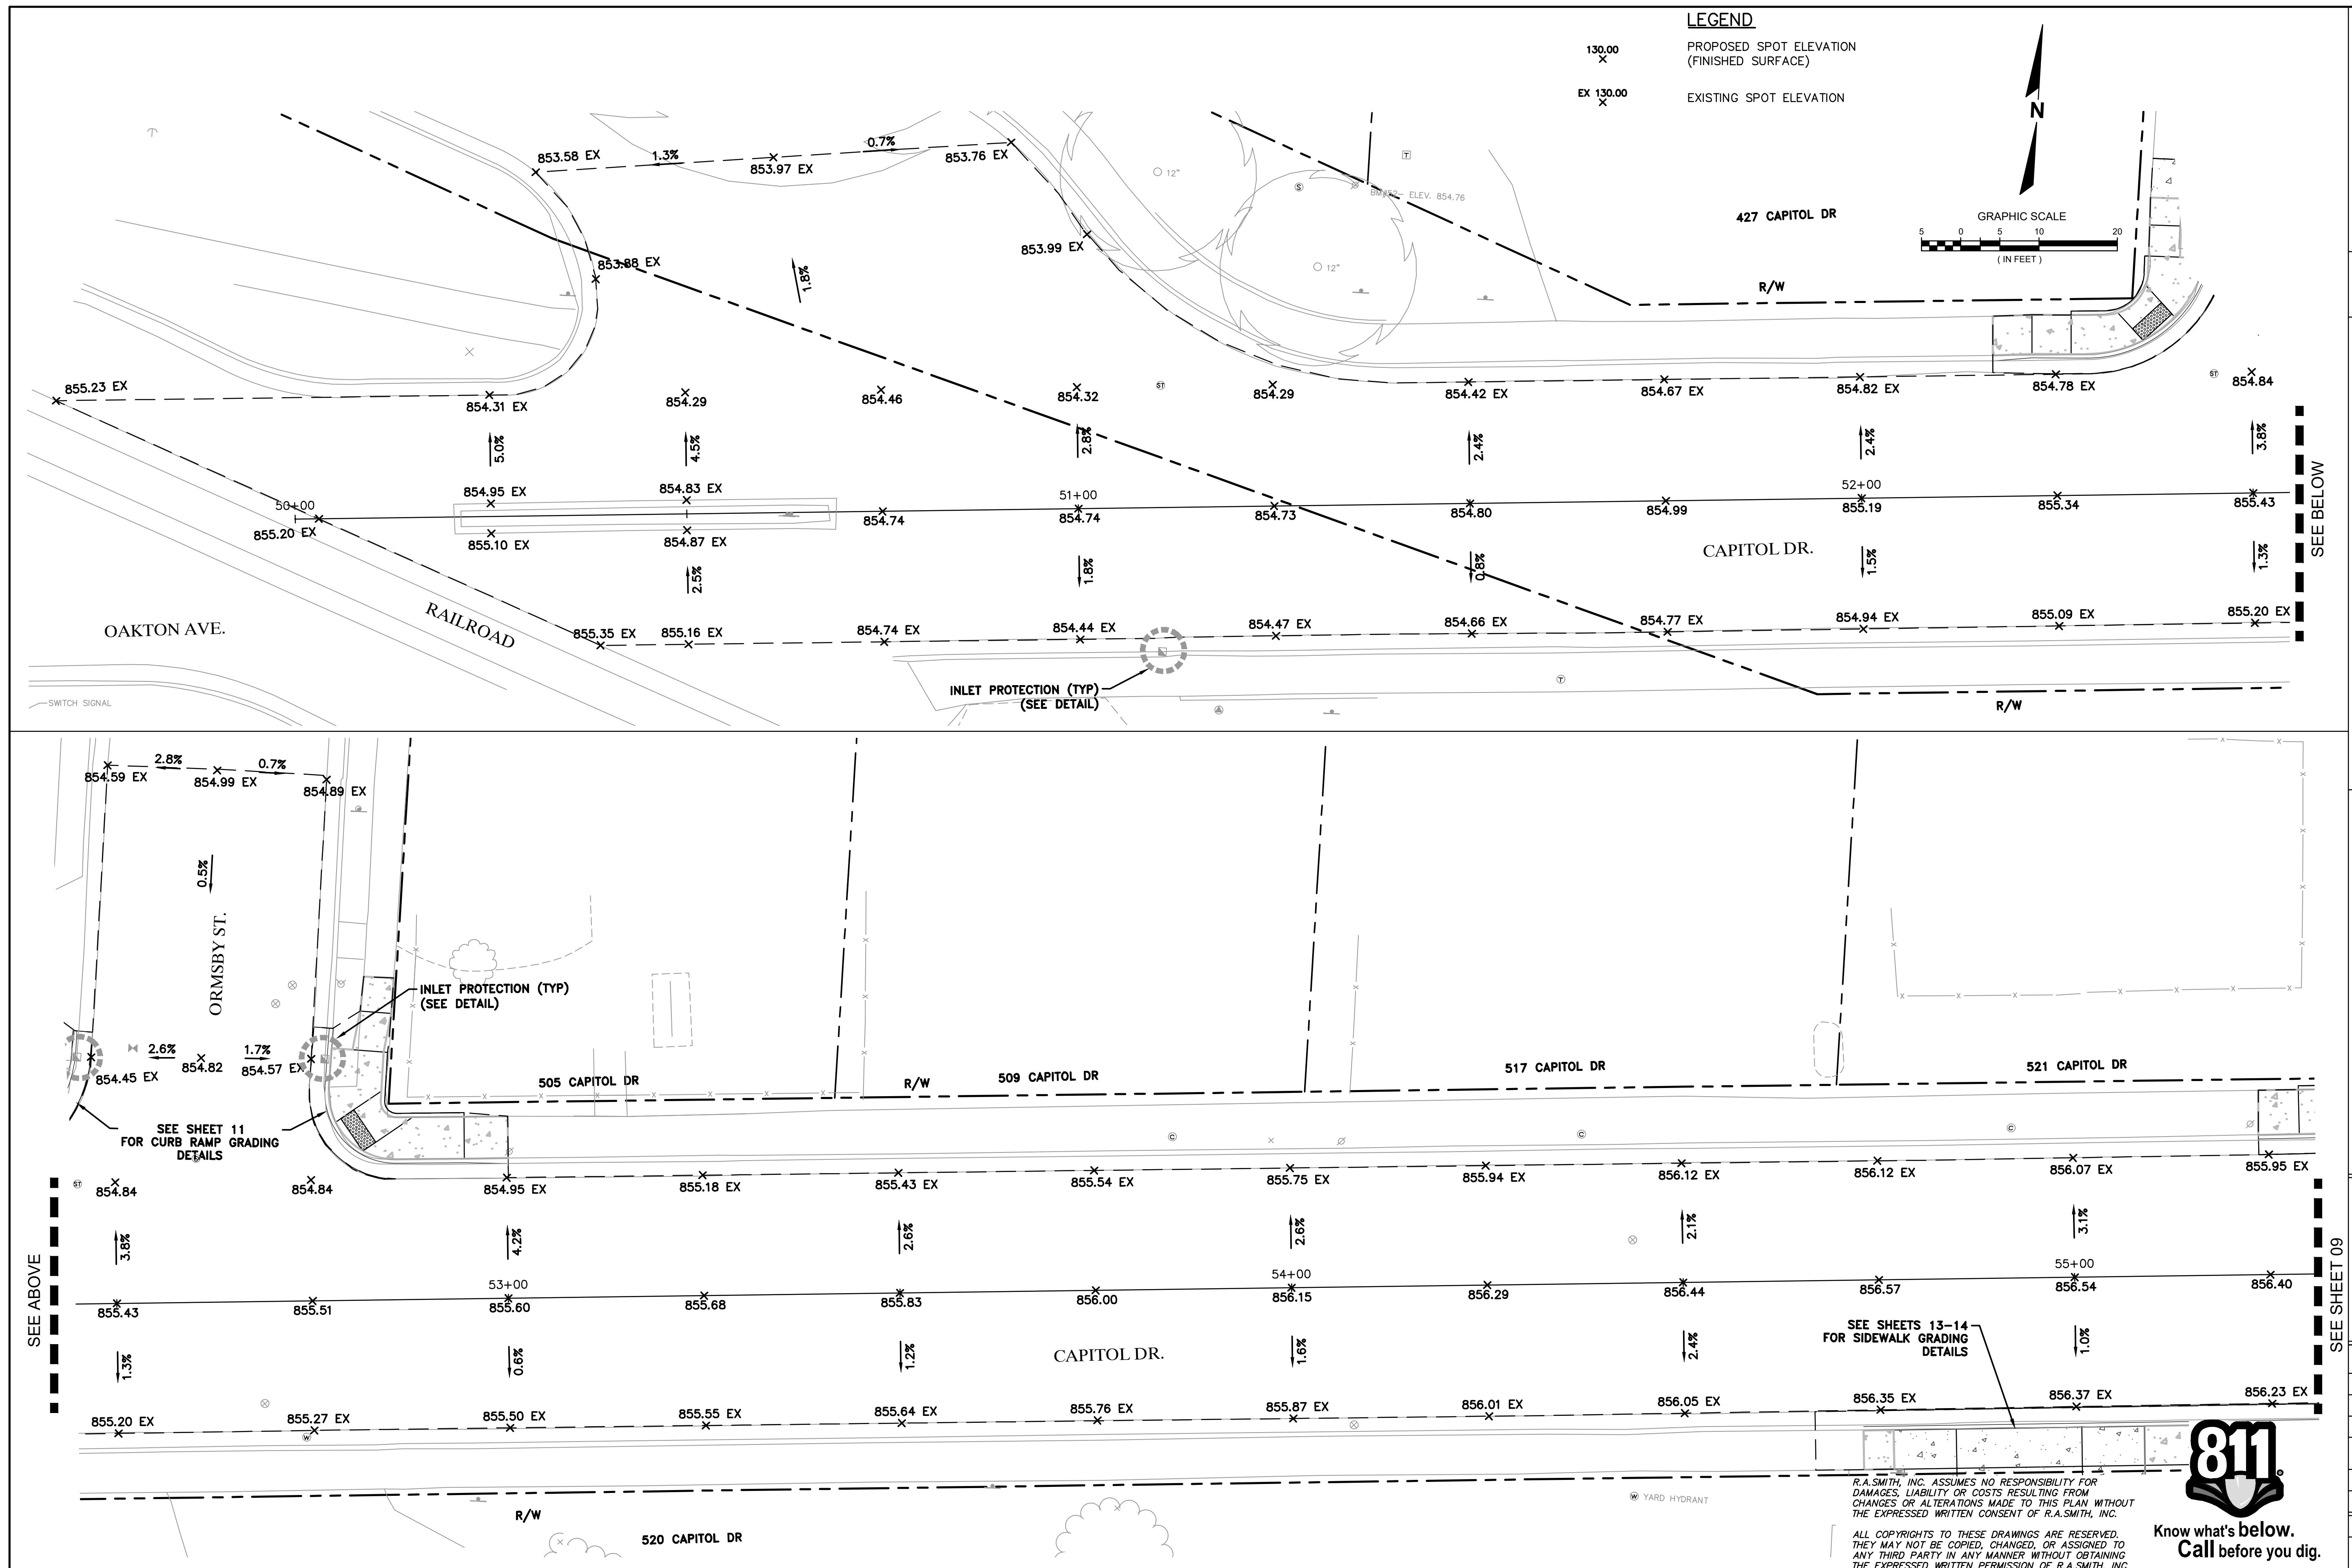 LEGEND
130.00
PROPOSED SPOT ELEVATION
(FINISHED SURFACE)
EX 130.00
EXISTING SPOT ELEVATION
N
GRAPHIC SCALE
5 0 5 10 20
( IN FEET )
853.58 EX
1.3%
853.97 EX
0.7%
853.76 EX
12"
BM#52- ELEV. 854.76
T
S
427 CAPITOL DR
853.88 EX
1.8%
853.99 EX
12"
R/W
855.23 EX
854.31 EX
854.29
854.46
854.32
ST
854.29
854.42 EX
854.67 EX
854.82 EX
854.78 EX
ST
854.84
5.0%
4.5%
2.8%
2.4%
2.4%
3.8%
SEE BELOW
50+00
855.20 EX
854.95 EX
854.83 EX
854.74
51+00
854.74
854.73
854.80
854.99
52+00
855.19
855.34
855.43
855.10 EX
854.87 EX
CAPITOL DR.
2.5%
1.8%
0.8%
1.5%
1.3%
OAKTON AVE.
RAILROAD
855.35 EX
855.16 EX
854.74 EX
854.44 EX
854.47 EX
854.66 EX
854.77 EX
854.94 EX
855.09 EX
855.20 EX
INLET PROTECTION (TYP)
(SEE DETAIL)
T
SWITCH SIGNAL
R/W
854.59 EX
2.8%
854.99 EX
0.7%
854.89 EX
0.5%
ORMSBY ST.
INLET PROTECTION (TYP)
(SEE DETAIL)
2.6%
1.7%
854.45 EX
854.82
854.57 EX
505 CAPITOL DR
R/W
509 CAPITOL DR
517 CAPITOL DR
521 CAPITOL DR
SEE SHEET 11
FOR CURB RAMP GRADING
DETAILS
C
C
C
ST
854.84
854.84
854.95 EX
855.18 EX
855.43 EX
855.54 EX
855.75 EX
855.94 EX
856.12 EX
856.12 EX
856.07 EX
855.95 EX
SEE ABOVE
3.8%
4.2%
2.6%
2.6%
2.1%
3.1%
SEE SHEET 09
855.43
855.51
53+00
855.60
855.68
855.83
856.00
54+00
856.15
856.29
856.44
856.57
55+00
856.54
856.40
1.3%
0.6%
1.2%
CAPITOL DR.
1.6%
2.4%
SEE SHEETS 13-14
FOR SIDEWALK GRADING
DETAILS
1.0%
855.20 EX
855.27 EX
855.50 EX
855.55 EX
855.64 EX
855.76 EX
855.87 EX
856.01 EX
856.05 EX
856.35 EX
856.37 EX
856.23 EX
W
R/W
520 CAPITOL DR
W YARD HYDRANT
R.A.SMITH, INC. ASSUMES NO RESPONSIBILITY FOR
DAMAGES, LIABILITY OR COSTS RESULTING FROM
CHANGES OR ALTERATIONS MADE TO THIS PLAN WITHOUT
THE EXPRESSED WRITTEN CONSENT OF R.A.SMITH, INC.
ALL COPYRIGHTS TO THESE DRAWINGS ARE RESERVED.
THEY MAY NOT BE COPIED, CHANGED, OR ASSIGNED TO
ANY THIRD PARTY IN ANY MANNER WITHOUT OBTAINING
THE EXPRESSED WRITTEN PERMISSION OF R.A.SMITH, INC.
811
Know what's below.
Call before you dig.